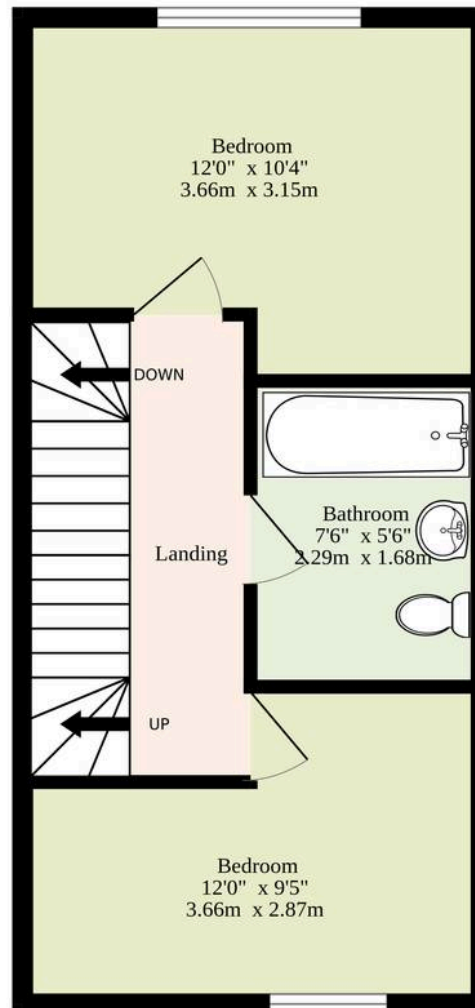 Bedroom
12'0" x 10'4"
3.66m x 3.15m
DOWN
Landing
Bathroom
7'6" x 5'6"
2.29m x 1.68m
UP
Bedroom
12'0" x 9'5"
3.66m x 2.87m